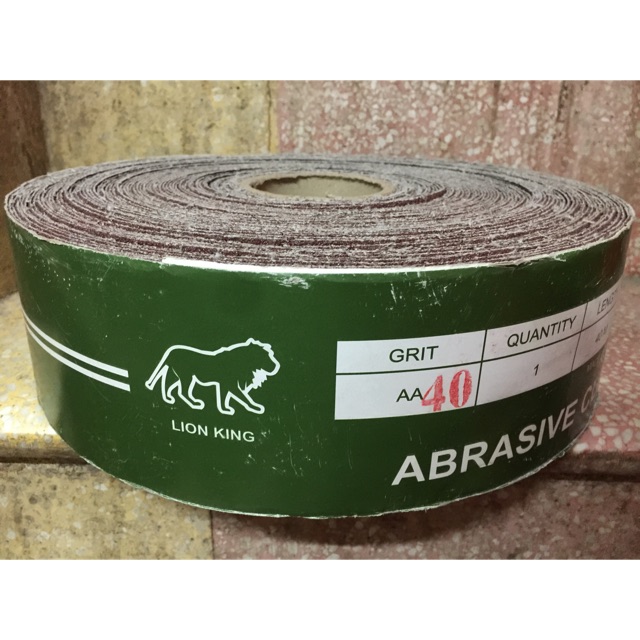 LION KING
GRIT QUANTITY
AA40 1
ABRASIVE